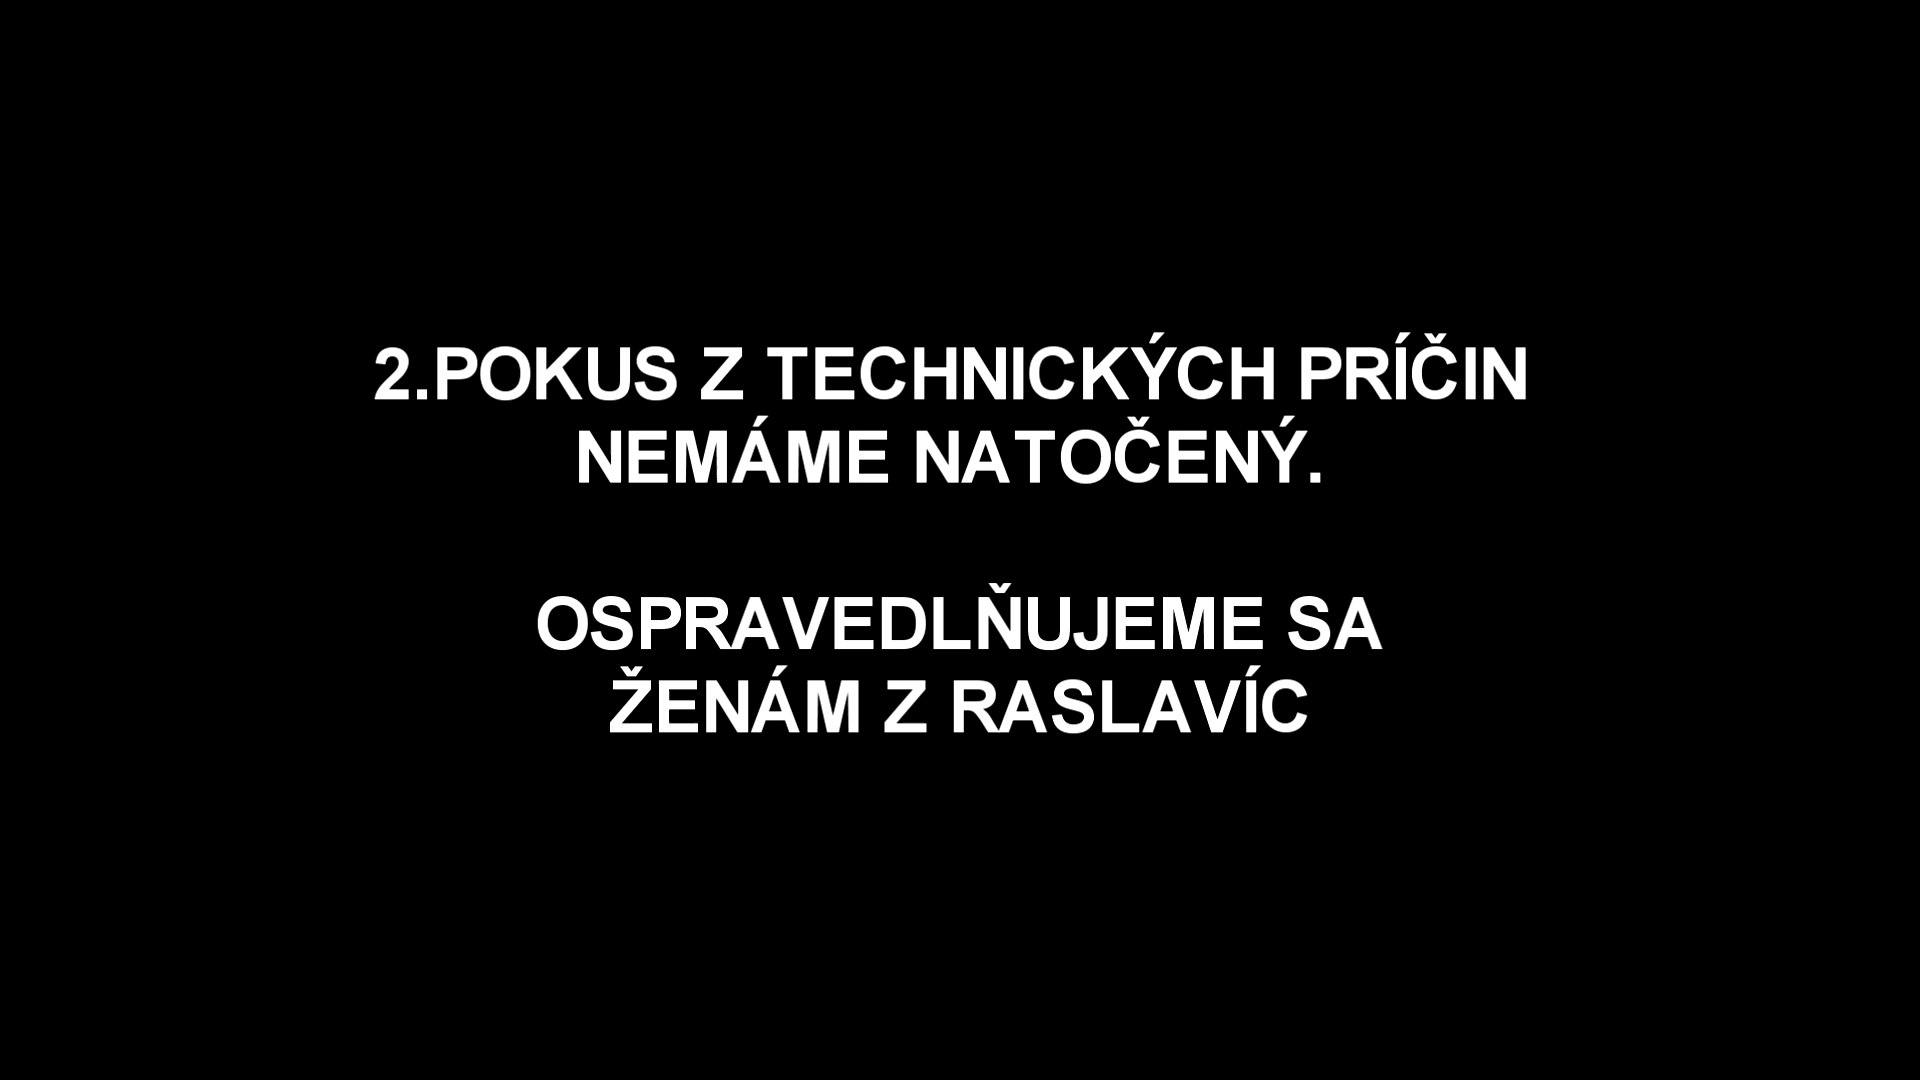 2.POKUS Z TECHNICKÝCH PRÍČIN
NEMÁME NATOČENÝ.
OSPRAVEDLŇUJEME SA
ŽENÁM Z RASLAVÍC